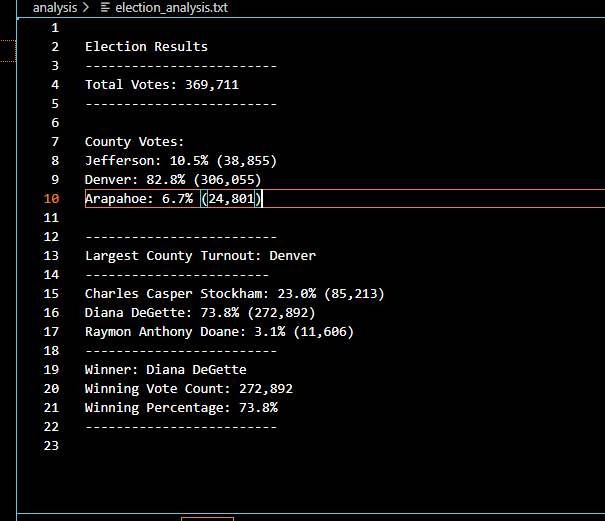 analysis > election_analysis.txt
1
2 Election Results
3 -------------------------
4 Total Votes: 369,711
5 -------------------------
6
7 County Votes:
8 Jefferson: 10.5% (38,855)
9 Denver: 82.8% (306,055)
10 Arapahoe: 6.7% (24,801)
11
12 -------------------------
13 Largest County Turnout: Denver
14 ------------------------
15 Charles Casper Stockham: 23.0% (85,213)
16 Diana DeGette: 73.8% (272,892)
17 Raymon Anthony Doane: 3.1% (11,606)
18 -------------------------
19 Winner: Diana DeGette
20 Winning Vote Count: 272,892
21 Winning Percentage: 73.8%
22 -------------------------
23